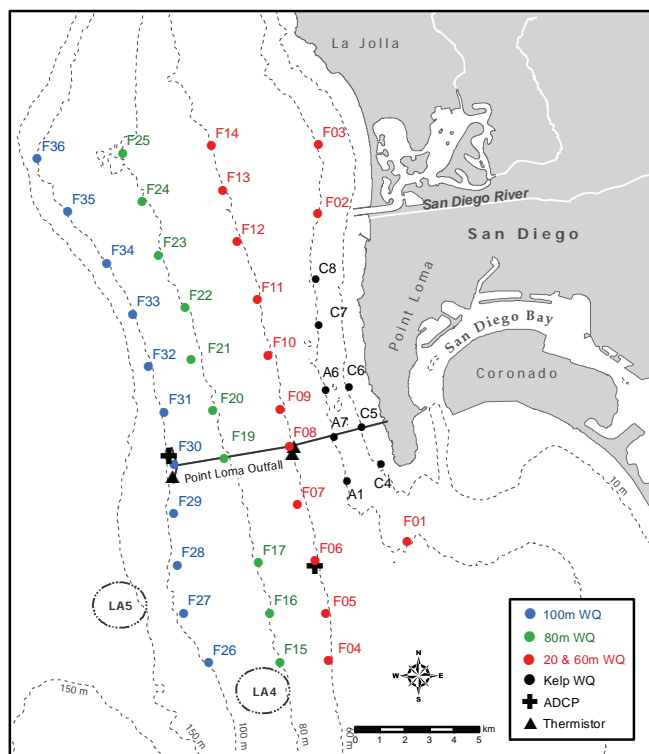 La Jolla
F36
F25
F14
F03
F24
F13
F35
F02
San Diego River
F12
San Diego
F34
F23
C8
F33
F22
F11
C7
Point Loma
San Diego Bay
F32
F21
F10
A6
C6
Coronado
F31
F20
F09
A7
C5
F30
F19
F08
Point Loma Outfall
C4
F29
F07
A1
10 m
F01
F28
F17
F06
LA5
F27
F16
F05
F26
F15
F04
LA4
150 m
150 m
100 m
80 m
60 m
N
W
E
S
km
0 1 2 3 4 5
100m WQ
80m WQ
20 & 60m WQ
Kelp WQ
ADCP
Thermistor